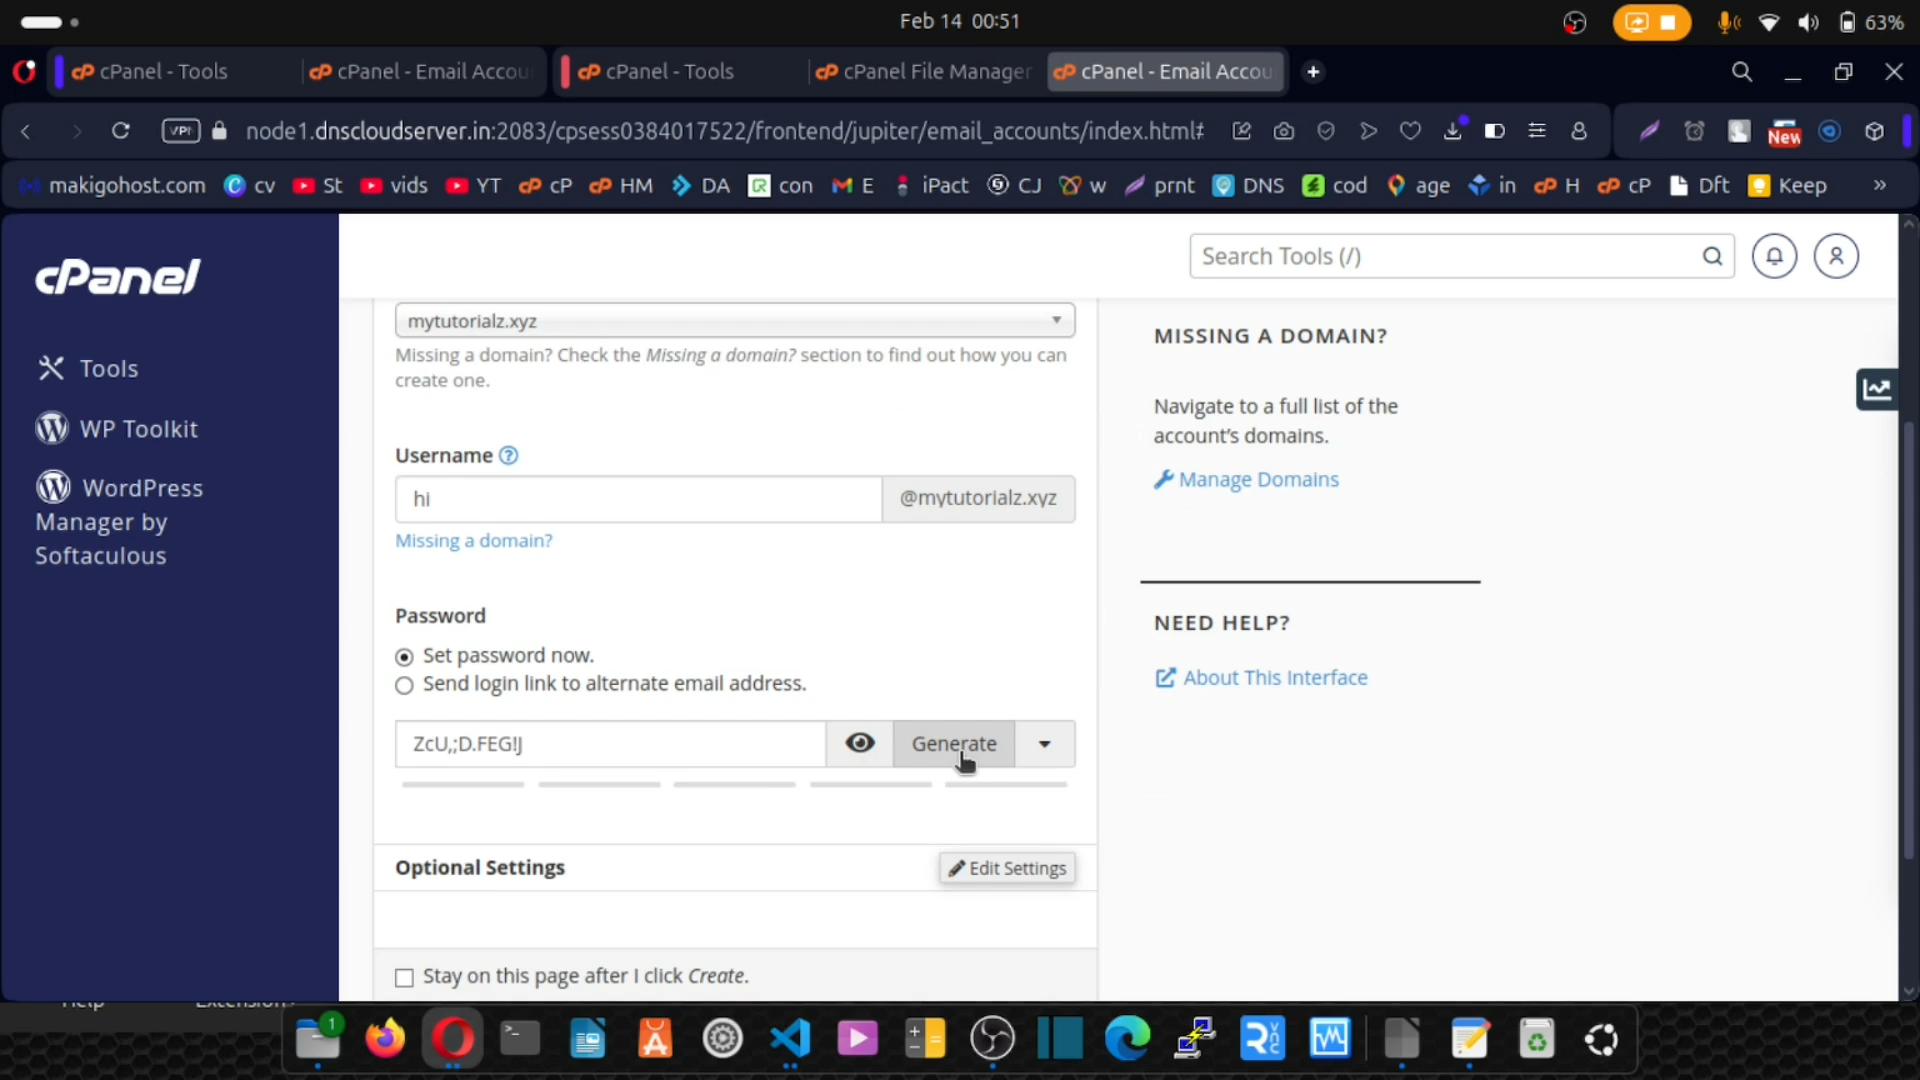 Feb 14 00:51
63%
cPanel - Tools
cPanel - Email Accou
cPanel - Tools
cPanel File Manager
cPanel - Email Accou
VPN
node1.dnscloudserver.in:2083/cpsess0384017522/frontend/jupiter/email_accounts/index.html#
New
makigohost.com
cv
St
vids
YT
cP
HM
DA
con
E
iPact
CJ
w
prnt
DNS
cod
age
in
H
cP
Dft
Keep
»
cPanel
Search Tools (/)
Tools
WP Toolkit
WordPress
Manager by
Softaculous
mytutorialz.xyz
Missing a domain? Check the Missing a domain? section to find out how you can
create one.
Username
hi
@mytutorialz.xyz
Missing a domain?
Password
Set password now.
Send login link to alternate email address.
ZcU,;D.FEG!J
Generate
Optional Settings
Edit Settings
Stay on this page after I click Create.
MISSING A DOMAIN?
Navigate to a full list of the
account’s domains.
Manage Domains
NEED HELP?
About This Interface
Help
1